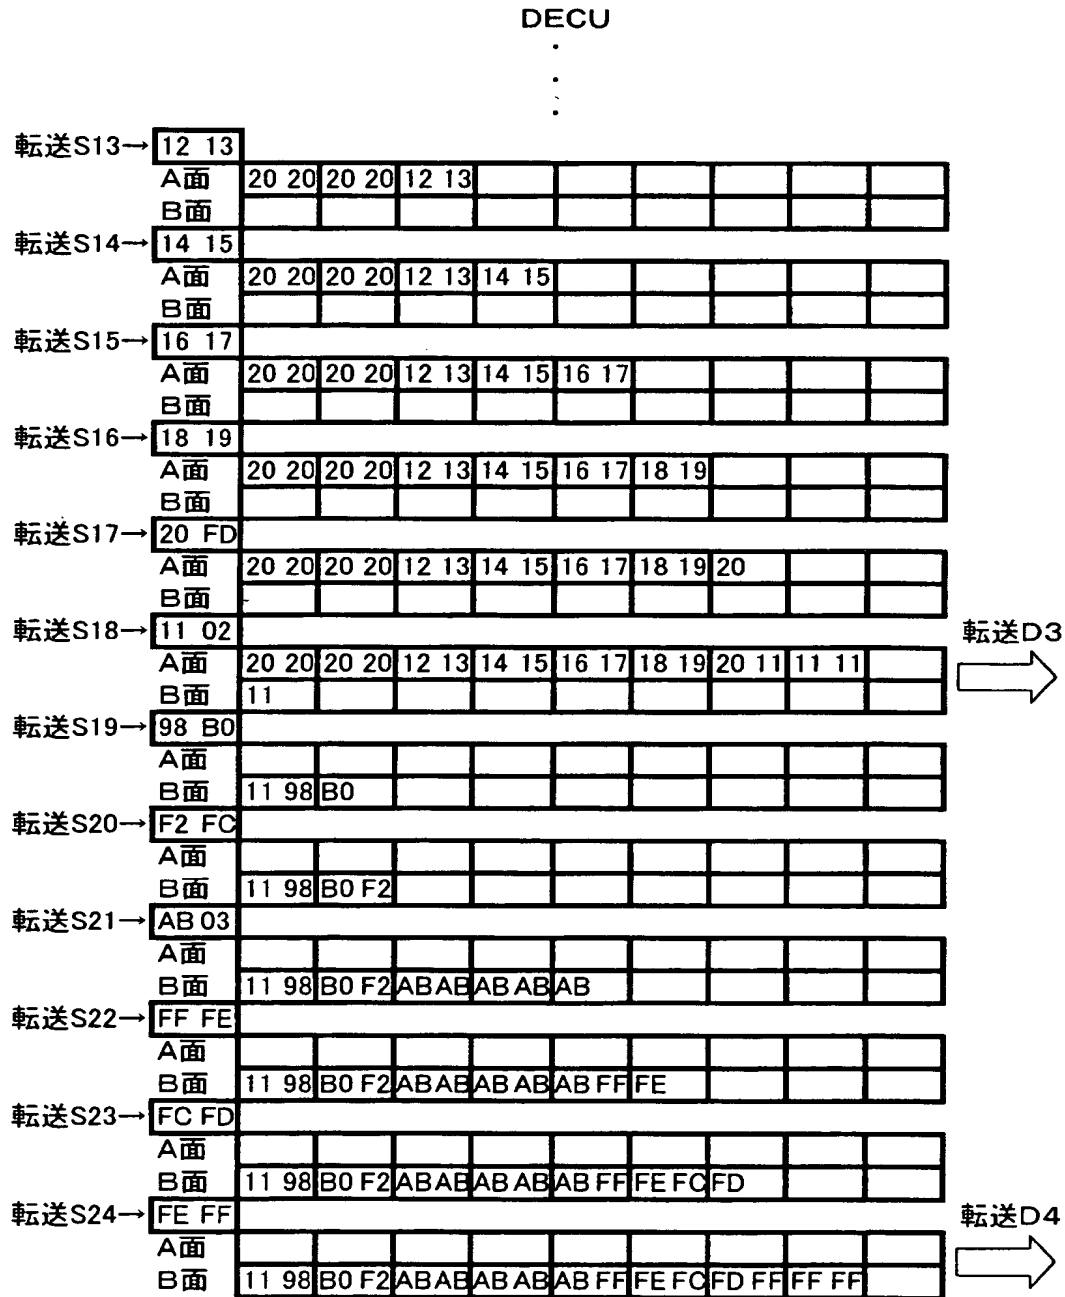 DECU
転送S13→ 12 13
A面 20 20 20 20 12 13
B面
転送S14→ 14 15
A面 20 20 20 20 12 13 14 15
B面
転送S15→ 16 17
A面 20 20 20 20 12 13 14 15 16 17
B面
転送S16→ 18 19
A面 20 20 20 20 12 13 14 15 16 17 18 19
B面
転送S17→ 20 FD
A面 20 20 20 20 12 13 14 15 16 17 18 19 20
B面
転送S18→ 11 02 転送D3
A面 20 20 20 20 12 13 14 15 16 17 18 19 20 11 11 11
B面 11
転送S19→ 98 B0
A面
B面 11 98 B0
転送S20→ F2 FC
A面
B面 11 98 B0 F2
転送S21→ AB 03
A面
B面 11 98 B0 F2 AB AB AB AB AB
転送S22→ FF FE
A面
B面 11 98 B0 F2 AB AB AB AB AB FF FE
転送S23→ FC FD
A面
B面 11 98 B0 F2 AB AB AB AB AB FF FE FC FD
転送S24→ FE FF 転送D4
A面
B面 11 98 B0 F2 AB AB AB AB AB FF FE FC FD FF FF FF